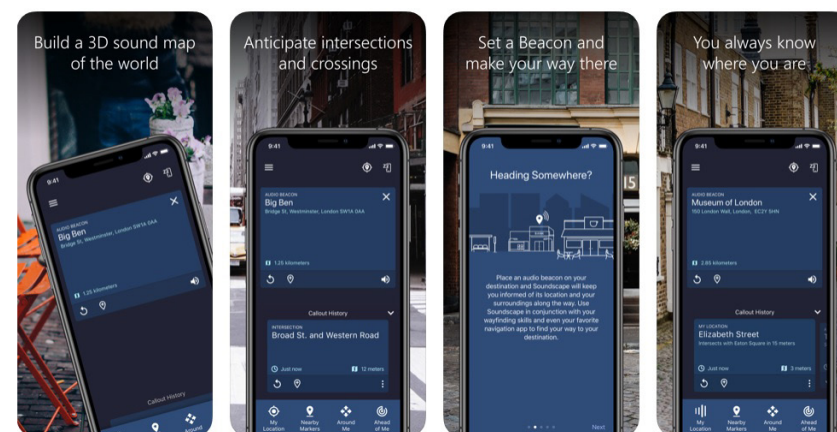 Build a 3D sound map
of the world
9:41
AUDIO BEACON
Big Ben
Bridge St, Westminster, London SW1A 0AA
1.25 kilometers
Callout History
Around
Anticipate intersections
and crossings
9:41
AUDIO BEACON
Big Ben
Bridge St, Westminster, London SW1A 0AA
1.25 kilometers
Callout History
INTERSECTION
Broad St. and Western Road
Just now
12 meters
My
Location
Nearby
Markers
Around
Me
Ahead
of Me
Set a Beacon and
make your way there
15
9:41
Heading Somewhere?
Place an audio beacon on your
destination and Soundscape will keep
you informed of its location and your
surroundings along the way. Use
Soundscape in conjunction with your
wayfinding skills and even your favorite
navigation app to find your way to your
destination.
Next
You always know
where you are
9:41
AUDIO BEACON
Museum of London
150 London Wall, London, EC2Y 5HN
2.85 kilometers
Callout History
MY LOCATION
Elizabeth Street
Intersects with Eaton Square in 15 meters
Just now
3 meters
My
Location
Nearby
Markers
Around
Me
Ahead
of Me